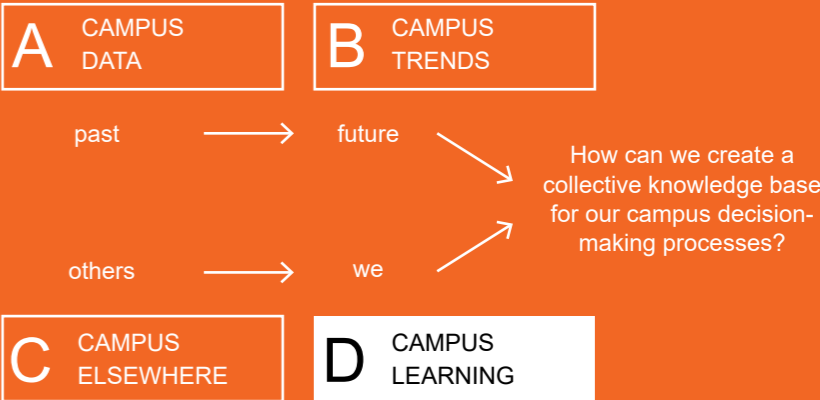 A CAMPUS
DATA
B CAMPUS
TRENDS
past
future
How can we create a
collective knowledge base
for our campus decision-
making processes?
others
we
C CAMPUS
ELSEWHERE
D CAMPUS
LEARNING